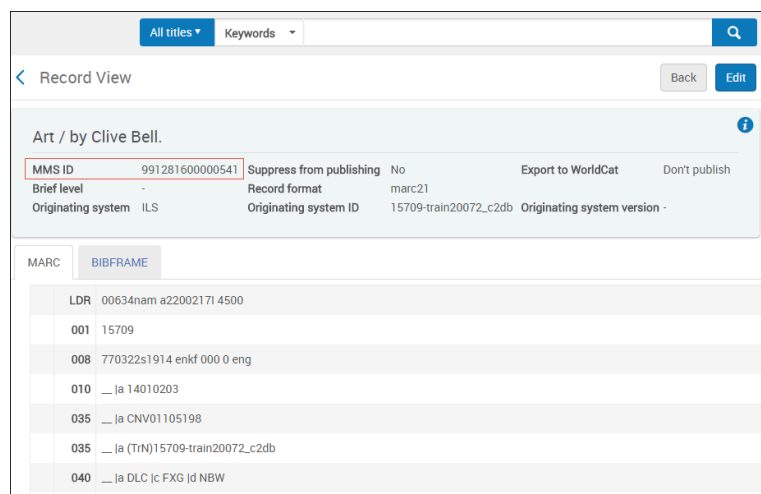 All titles Keywords
Record View Back Edit
Art / by Clive Bell.
MMS ID 991281600000541 Suppress from publishing No Export to WorldCat Don't publish
Brief level - Record format marc21
Originating system ILS Originating system ID 15709-train20072_c2db Originating system version -
MARC BIBFRAME
LDR 00634nam a2200217I 4500
001 15709
008 770322s1914 enkf 000 0 eng
010 __ |a 14010203
035 __ |a CNV01105198
035 __ |a (TrN)15709-train20072_c2db
040 __ |a DLC |c FXG |d NBW